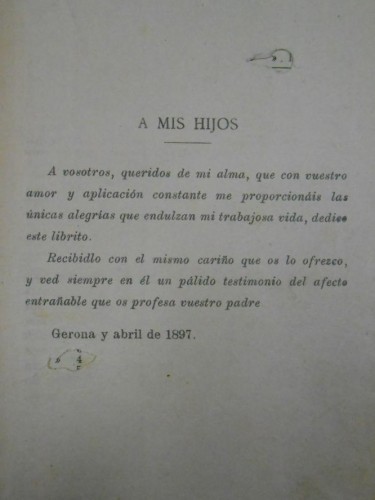 A MIS HIJOS
A vosotros, queridos de mi alma, que con vuestro
amor y aplicación constante me proporcionáis las
únicas alegrías que endulzan mi trabajosa vida, dedico
este librito.
Recibidlo con el mismo cariño que os lo ofrezco,
y ved siempre en él un pálido testimonio del afecto
entrañable que os profesa vuestro padre
Gerona y abril de 1897.